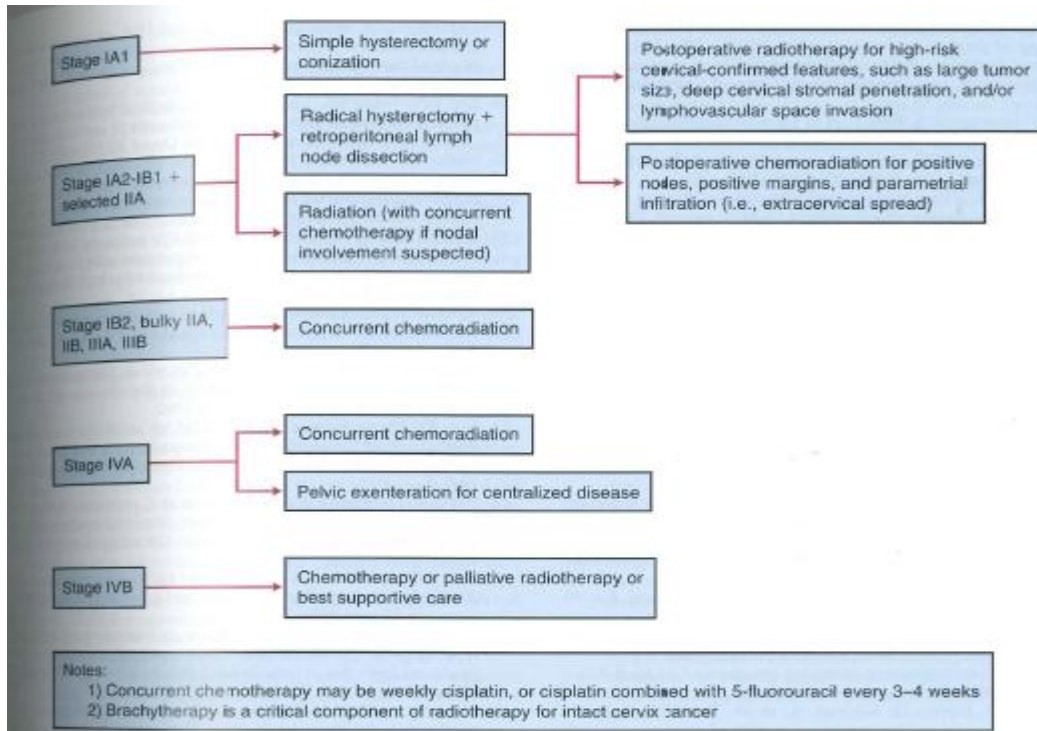 Stage IA1
Simple hysterectomy or
conization
Stage IA2-IB1 +
selected IIA
Radical hysterectomy +
retroperitoneal lymph
node dissection
Radiation (with concurrent
chemotherapy if nodal
involvement suspected)
Postoperative radiotherapy for high-risk
cervical-confirmed features, such as large tumor
size, deep cervical stromal penetration, and/or
lymphovascular space invasion
Postoperative chemoradiation for positive
nodes, positive margins, and parametrial
infiltration (i.e., extracervical spread)
Stage IB2, bulky IIA,
IIB, IIIA, IIIB
Concurrent chemoradiation
Stage IVA
Concurrent chemoradiation
Pelvic exenteration for centralized disease
Stage IVB
Chemotherapy or palliative radiotherapy or
best supportive care
Notes:
1) Concurrent chemotherapy may be weekly cisplatin, or cisplatin combined with 5-fluorouracil every 3–4 weeks
2) Brachytherapy is a critical component of radiotherapy for intact cervix cancer